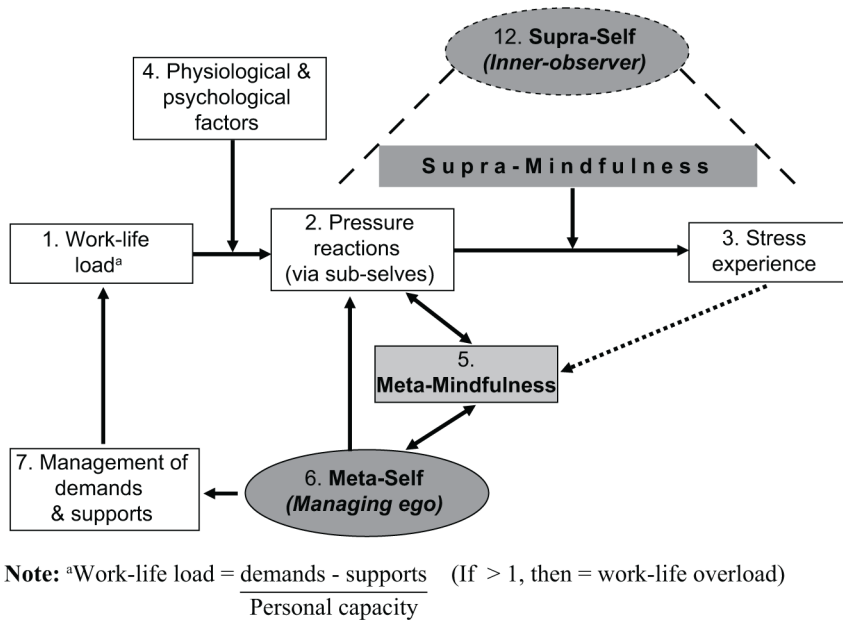 12. Supra-Self
(Inner-observer)
4. Physiological &
psychological
factors
Supra-Mindfulness
1. Work-life
loadᵃ
2. Pressure
reactions
(via sub-selves)
3. Stress
experience
5.
Meta-Mindfulness
7. Management of
demands
& supports
6. Meta-Self
(Managing ego)
Note: ᵃWork-life load = demands - supports (If > 1, then = work-life overload)
Personal capacity